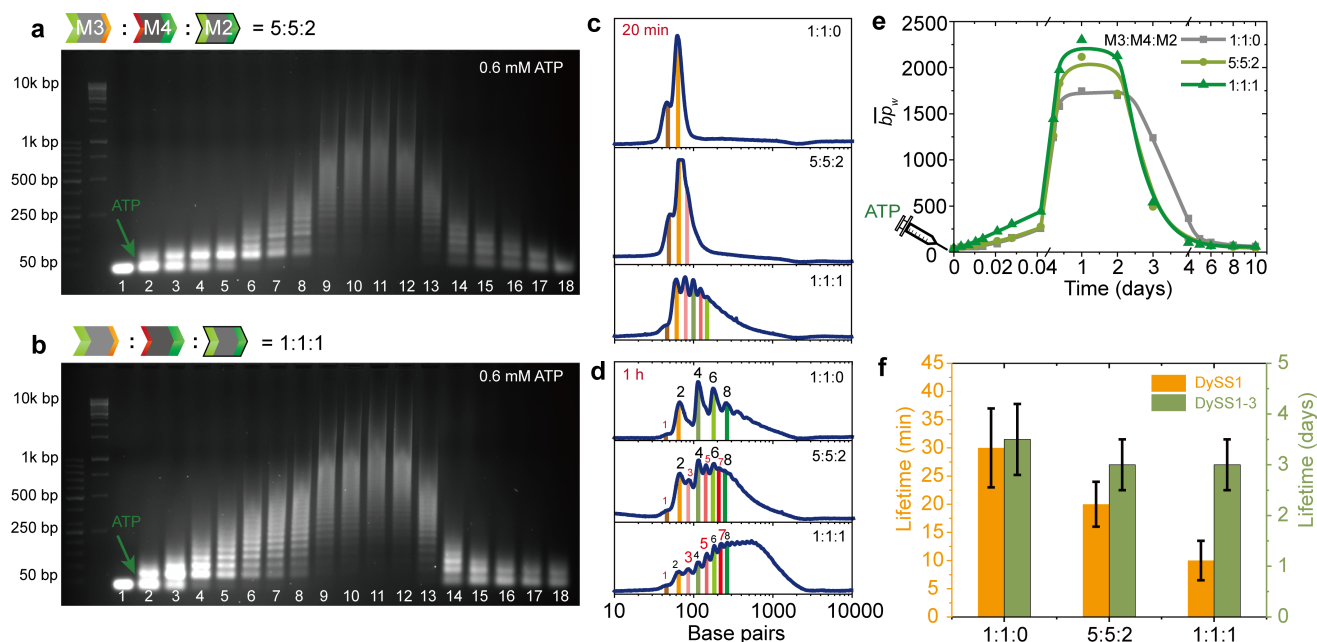 a
M3 : M4 : M2 = 5:5:2
0.6 mM ATP
10k bp
1k bp
500 bp
250 bp
ATP
50 bp
1 2 3 4 5 6 7 8 9 10 11 12 13 14 15 16 17 18
b
: : = 1:1:1
0.6 mM ATP
10k bp
1k bp
500 bp
250 bp
ATP
50 bp
1 2 3 4 5 6 7 8 9 10 11 12 13 14 15 16 17 18
c
20 min
1:1:0
5:5:2
1:1:1
d
1 h
1:1:0
1 2 4 6 8
5:5:2
1 2 3 4 5 6 7 8
1:1:1
1 2 3 4 5 6 7 8
10 100 1000 10000
Base pairs
e
M3:M4:M2
1:1:0
5:5:2
1:1:1
bp̅w
2500
2000
1750
1500
500
250
0
ATP
0 0.02 0.04 1 2 3 4 6 8 10
Time (days)
f
DySS1
DySS1-3
Lifetime (min)
45
40
35
30
25
20
15
10
5
0
Lifetime (days)
5
4
3
2
1
0
1:1:0 5:5:2 1:1:1